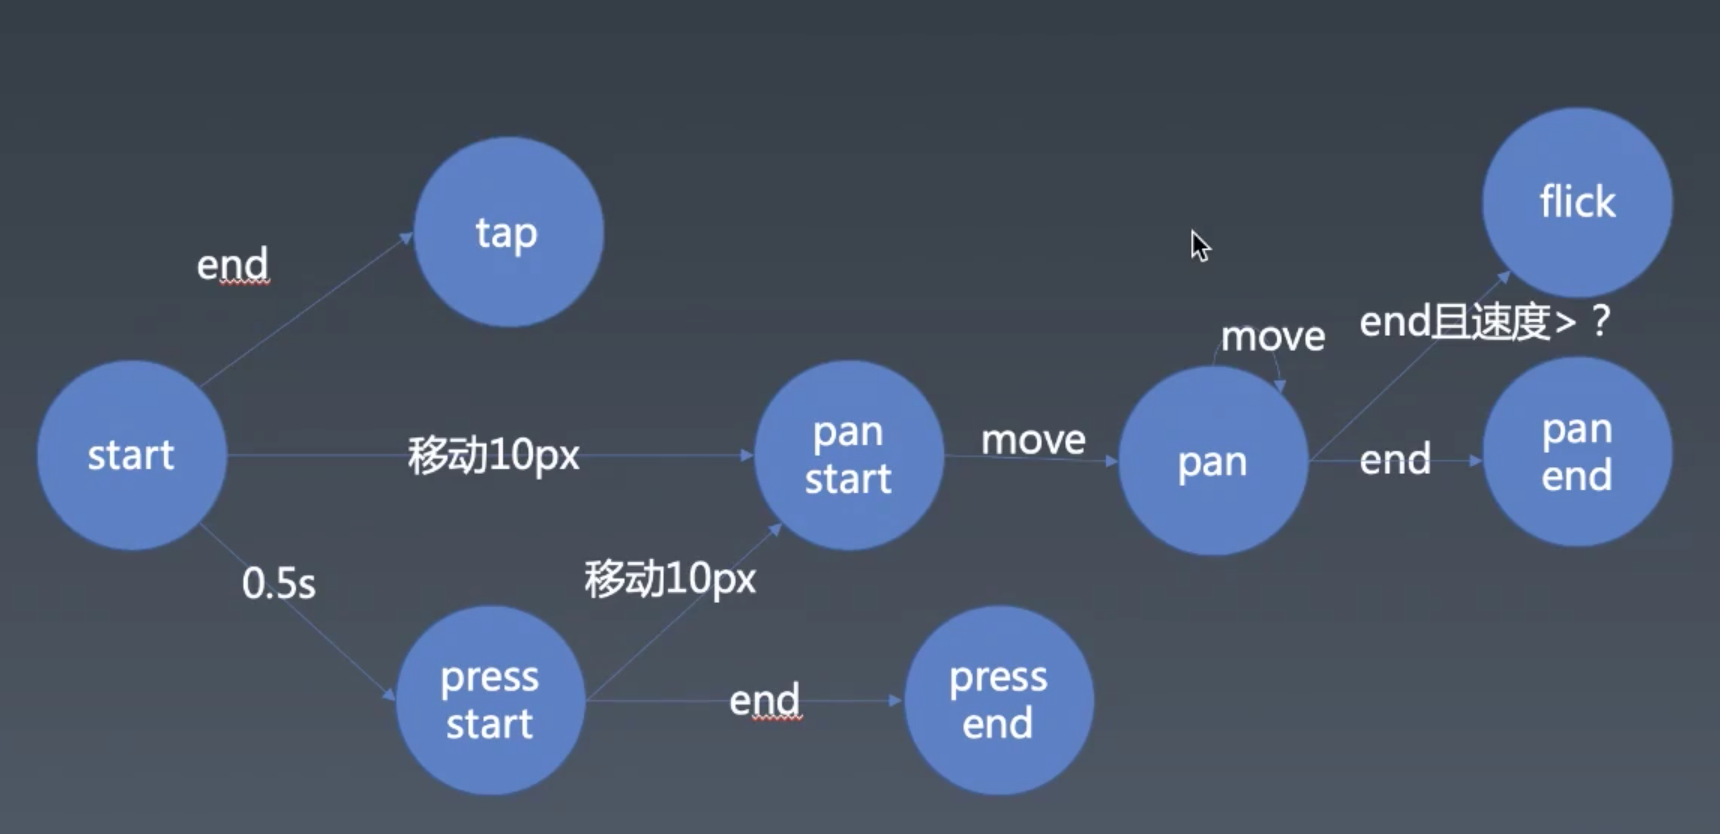 flick
tap
end
end且速度>？
move
start
移动10px
pan
start
move
pan
end
pan
end
0.5s
移动10px
press
start
end
press
end